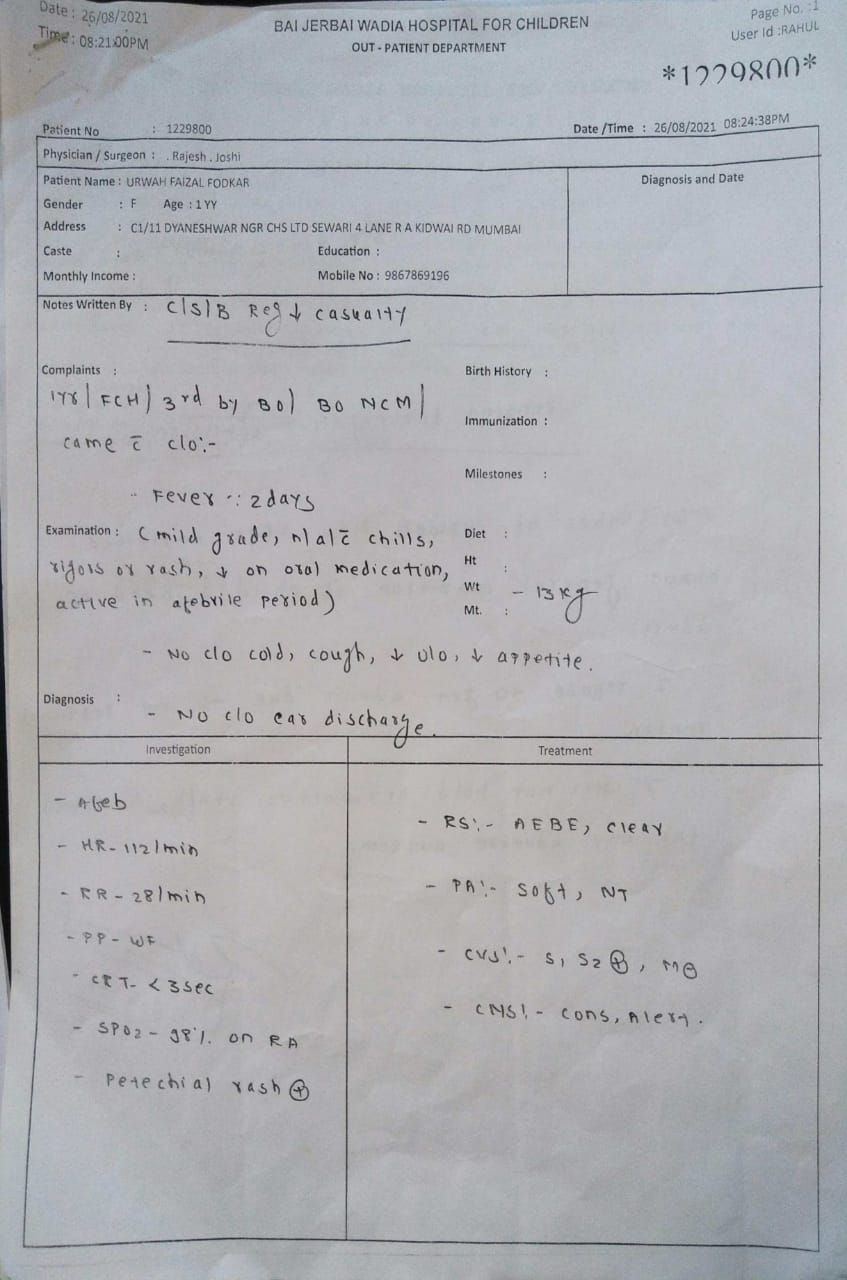 Date : 26/08/2021
Time : 08:21:00PM
BAI JERBAI WADIA HOSPITAL FOR CHILDREN
OUT - PATIENT DEPARTMENT
Page No. :1
User Id :RAHUL
*1229800*
Patient No : 1229800
Date /Time : 26/08/2021 08:24:38PM
Physician / Surgeon : . Rajesh . Joshi
Patient Name : URWAH FAIZAL FODKAR
Diagnosis and Date
Gender : F Age : 1 YY
Address : C1/11 DYANESHWAR NGR CHS LTD SEWARI 4 LANE R A KIDWAI RD MUMBAI
Caste : Education :
Monthly Income : Mobile No : 9867869196
Notes Written By : C/S/B Reg ↓ casualty
Complaints :
Birth History :
1yr | FCH | 3rd by BO | BO NCM |
Immunization :
came c̄ c/o:-
Milestones :
- Fever -: 2 days
Examination : ( mild grade, n/a/c̄ chills,
Diet :
rigors or rash, ↓ on oral medication,
Ht :
Wt - 13 kg
active in afebrile period)
Mt. :
- No c/o cold, cough, ↓ u/o, ↓ appetite.
Diagnosis :
- No c/o ear discharge.
Investigation
Treatment
- Afeb
- HR - 112/min
- RR - 28/min
- PP - WF
- CRT - < 3 sec
- SPO2 - 98% on RA
- Petechial rash ⊕
- RS:- AEBE, clear
- PA:- Soft, NT
- CVS:- S1 S2 ⊕, M⊖
- CNS:- cons, Alert.